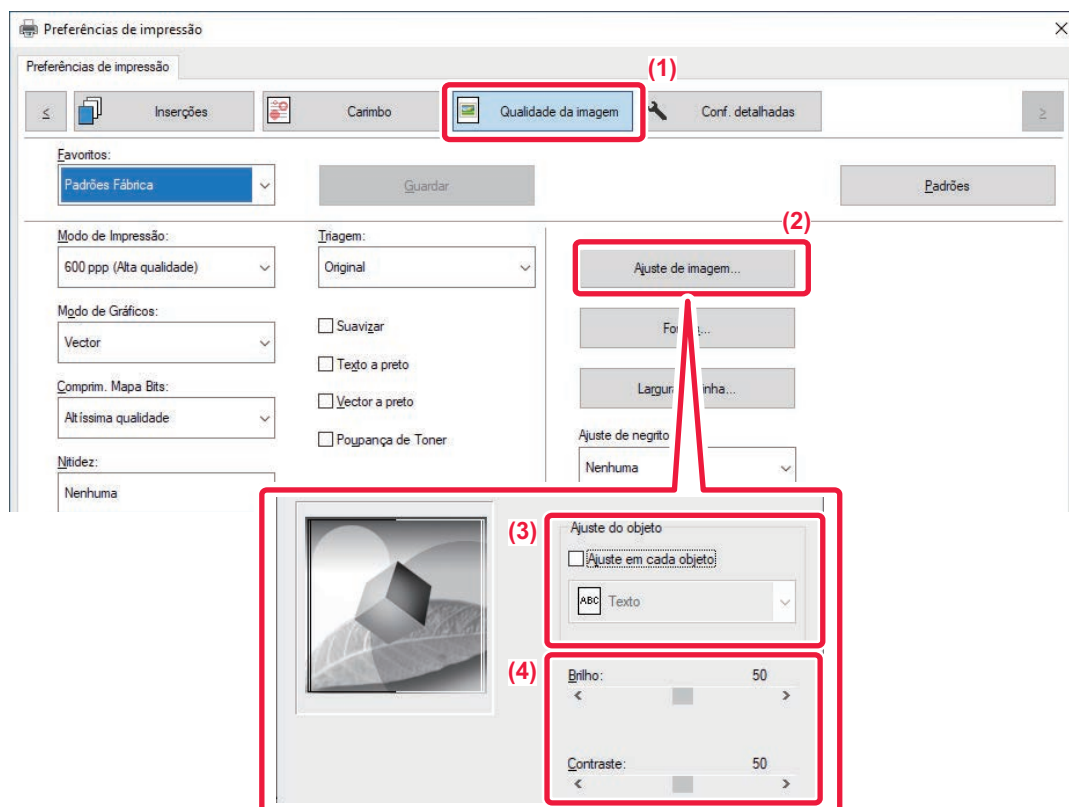 Preferências de impressão
Preferências de impressão
(1)
<
Inserções
Carimbo
Qualidade da imagem
Conf. detalhadas
>
Favoritos:
Padrões Fábrica
Guardar
Padrões
(2)
Modo de Impressão:
600 ppp (Alta qualidade)
Triagem:
Original
Ajuste de imagem...
Modo de Gráficos:
Vector
Suavizar
Texto a preto
Vector a preto
Poupança de Toner
Comprim. Mapa Bits:
Altíssima qualidade
Ajuste de negrito
Nenhuma
Nitidez:
Nenhuma
(3)
Ajuste do objeto
Ajuste em cada objeto
ABC Texto
(4)
Brilho: 50
< >
Contraste: 50
< >